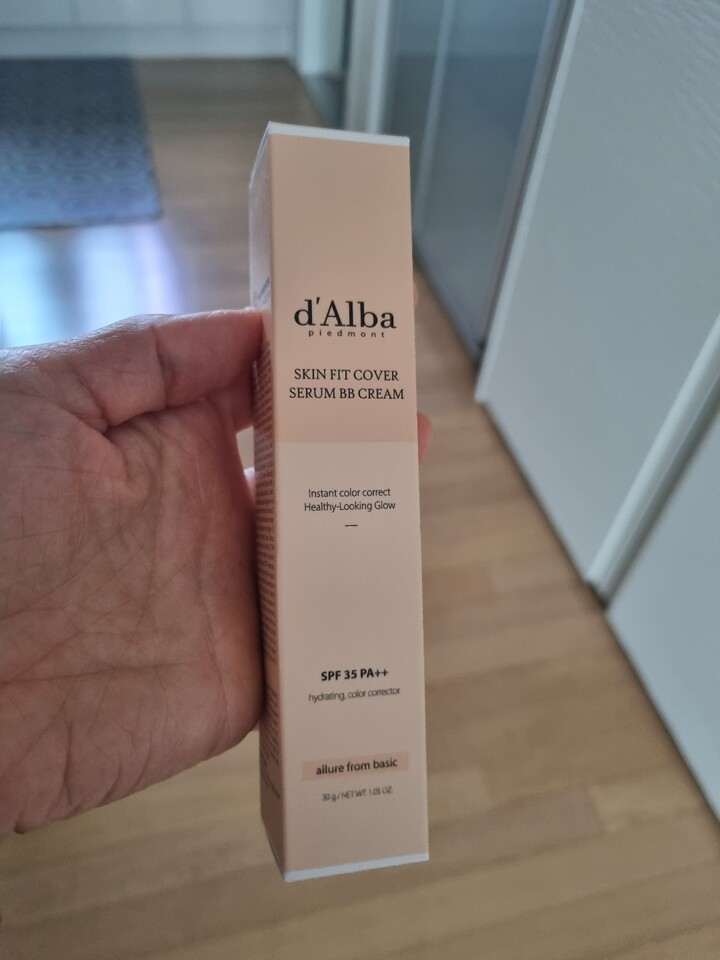 d'Alba
piedmont
SKIN FIT COVER
SERUM BB CREAM
Instant color correct
Healthy-Looking Glow
SPF 35 PA++
hydrating, color corrector
allure from basic
30 g / NET WT. 1.05 OZ.